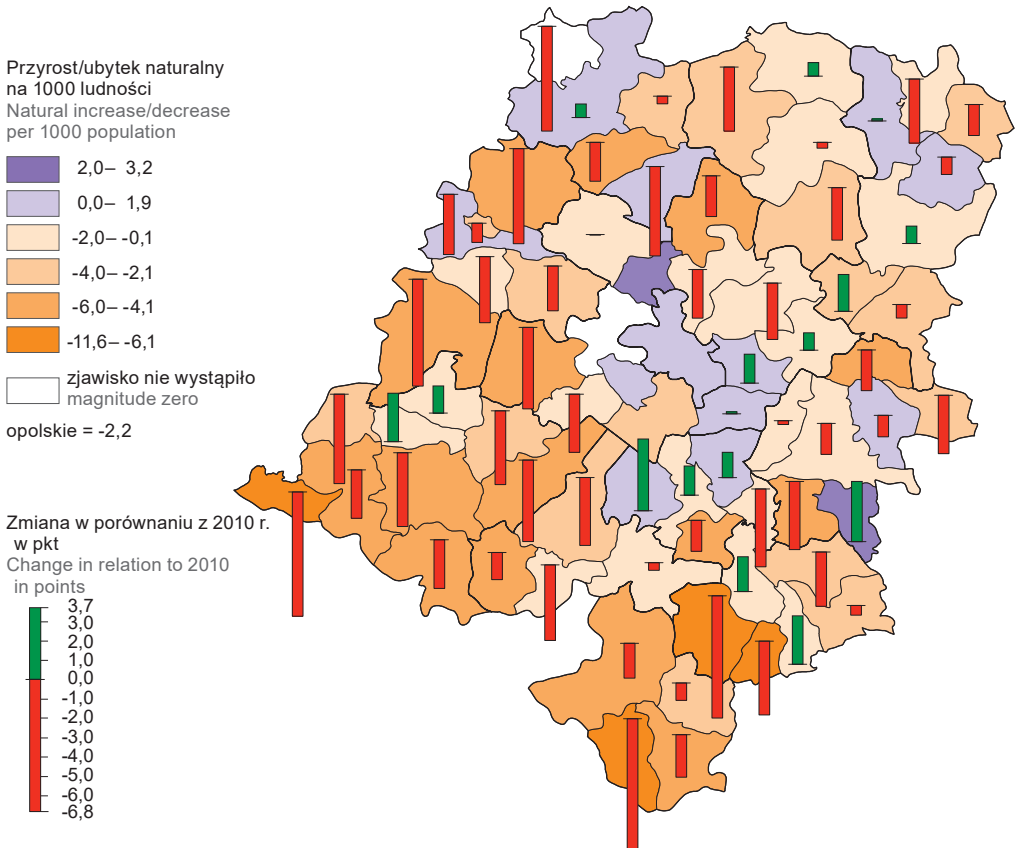 Przyrost/ubytek naturalny
na 1000 ludności
Natural increase/decrease
per 1000 population
2,0– 3,2
0,0– 1,9
-2,0– -0,1
-4,0– -2,1
-6,0– -4,1
-11,6– -6,1
zjawisko nie wystąpiło
magnitude zero
opolskie = -2,2
Zmiana w porównaniu z 2010 r.
w pkt
Change in relation to 2010
in points
3,7
3,0
2,0
1,0
0,0
-1,0
-2,0
-3,0
-4,0
-5,0
-6,0
-6,8